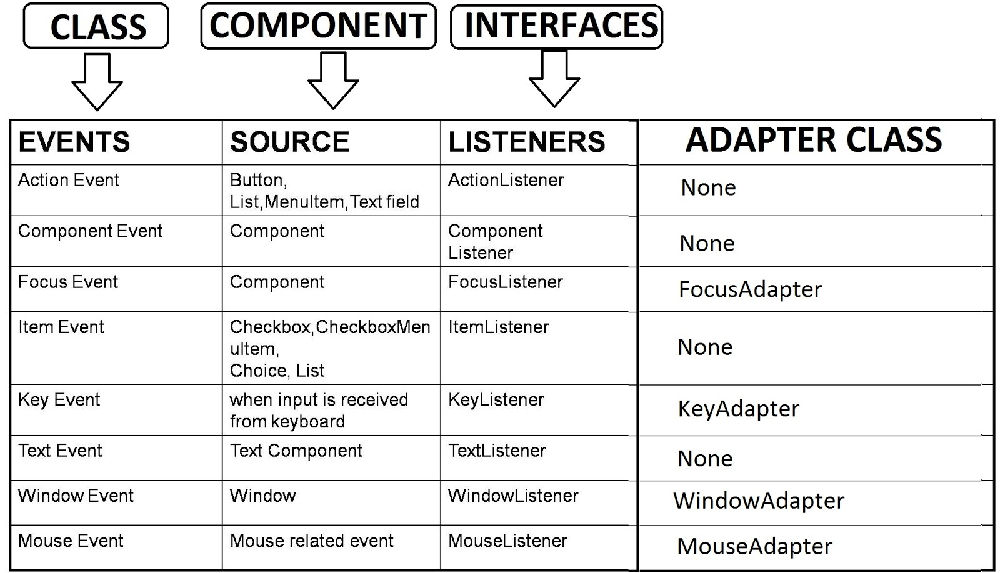 CLASS COMPONENT INTERFACES
EVENTS SOURCE LISTENERS ADAPTER CLASS
Action Event Button, ActionListener None
List,MenuItem,Text field
Component Event Component Component None
Listener
Focus Event Component FocusListener FocusAdapter
Item Event Checkbox,CheckboxMen ItemListener None
uItem,
Choice, List
Key Event when input is received KeyListener KeyAdapter
from keyboard
Text Event Text Component TextListener None
Window Event Window WindowListener WindowAdapter
Mouse Event Mouse related event MouseListener MouseAdapter